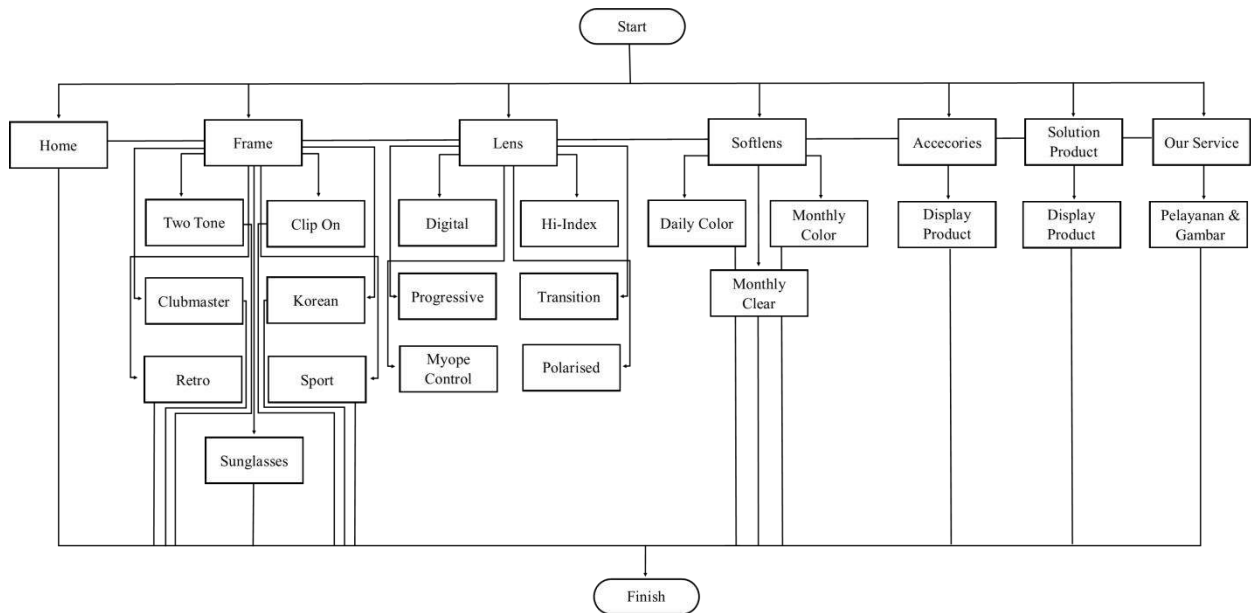 Start
Home
Frame
Lens
Softlens
Accecories
Solution
Product
Our Service
Two Tone
Clip On
Digital
Hi-Index
Daily Color
Monthly
Color
Display
Product
Display
Product
Pelayanan &
Gambar
Clubmaster
Korean
Progressive
Transition
Monthly
Clear
Retro
Sport
Myope
Control
Polarised
Sunglasses
Finish